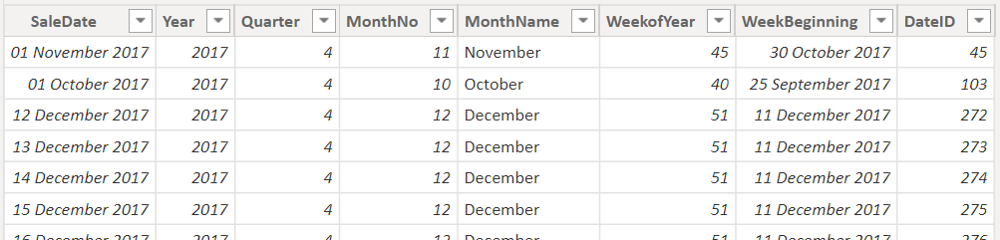 SaleDate Year Quarter MonthNo MonthName WeekofYear WeekBeginning DateID
01 November 2017 2017 4 11 November 45 30 October 2017 45
01 October 2017 2017 4 10 October 40 25 September 2017 103
12 December 2017 2017 4 12 December 51 11 December 2017 272
13 December 2017 2017 4 12 December 51 11 December 2017 273
14 December 2017 2017 4 12 December 51 11 December 2017 274
15 December 2017 2017 4 12 December 51 11 December 2017 275
16 December 2017 2017 4 12 December 51 11 December 2017 276